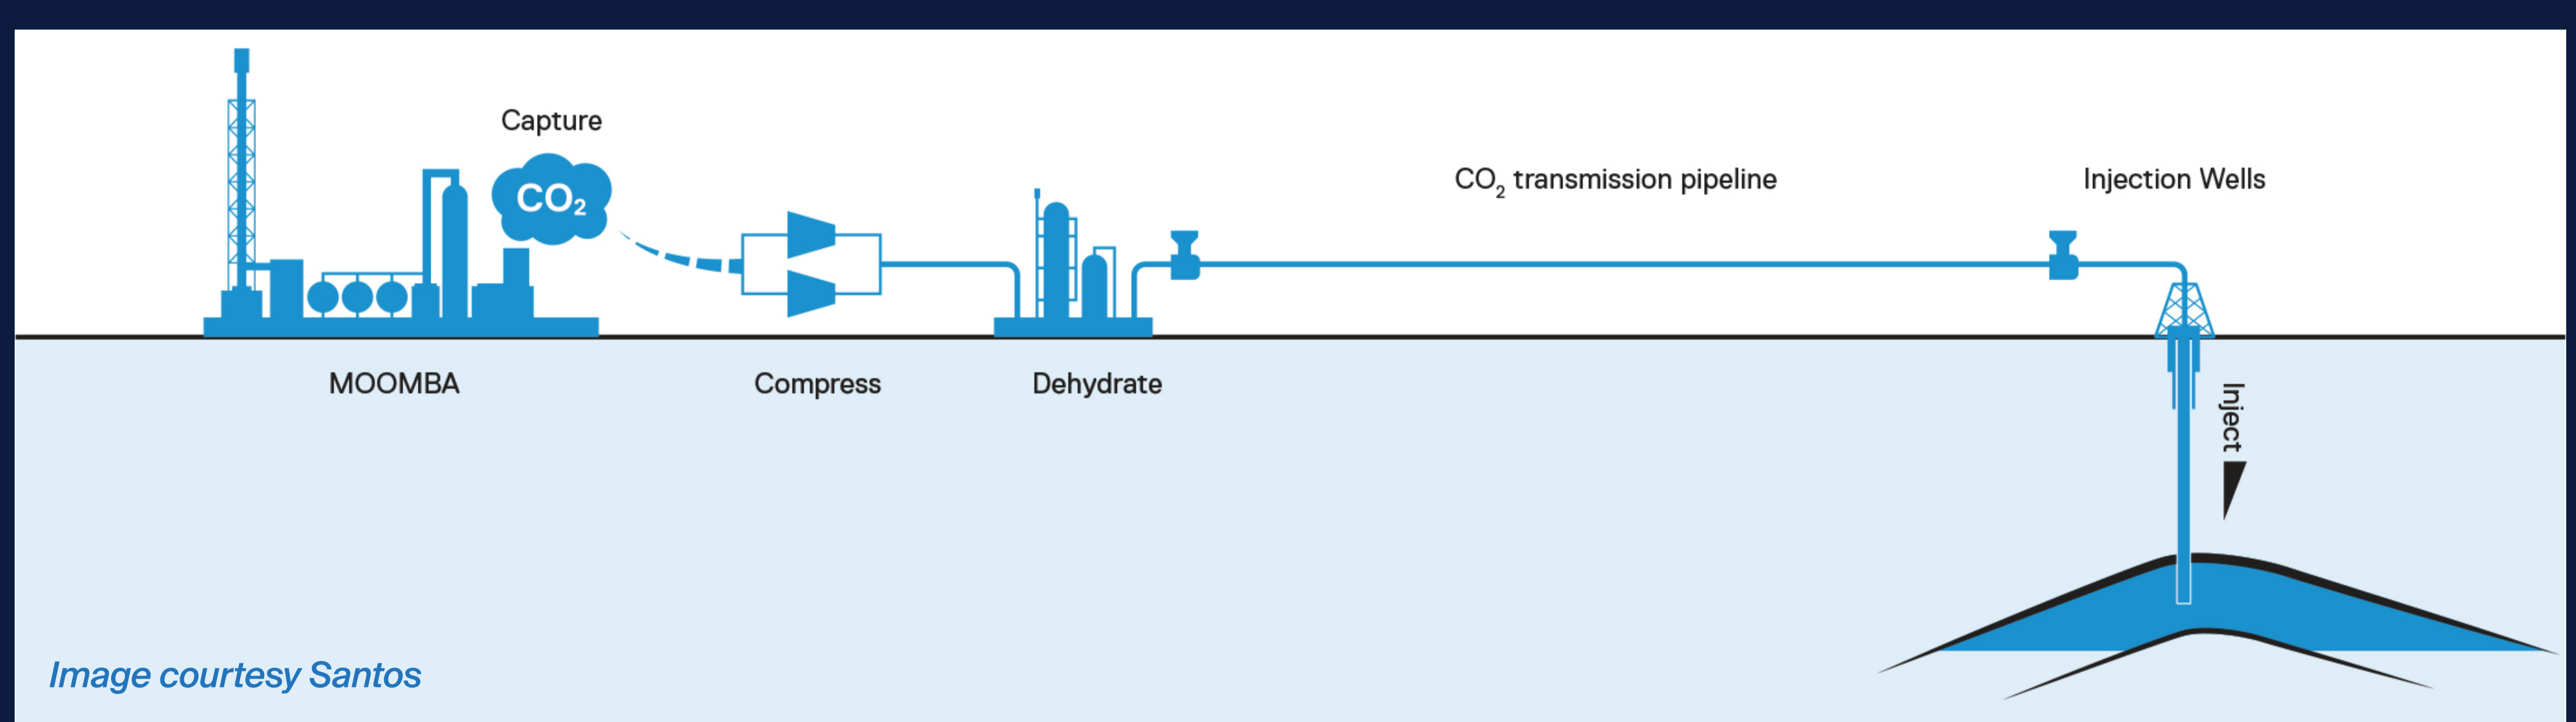 Capture
CO₂
CO₂ transmission pipeline
Injection Wells
MOOMBA
Compress
Dehydrate
Inject
Image courtesy Santos